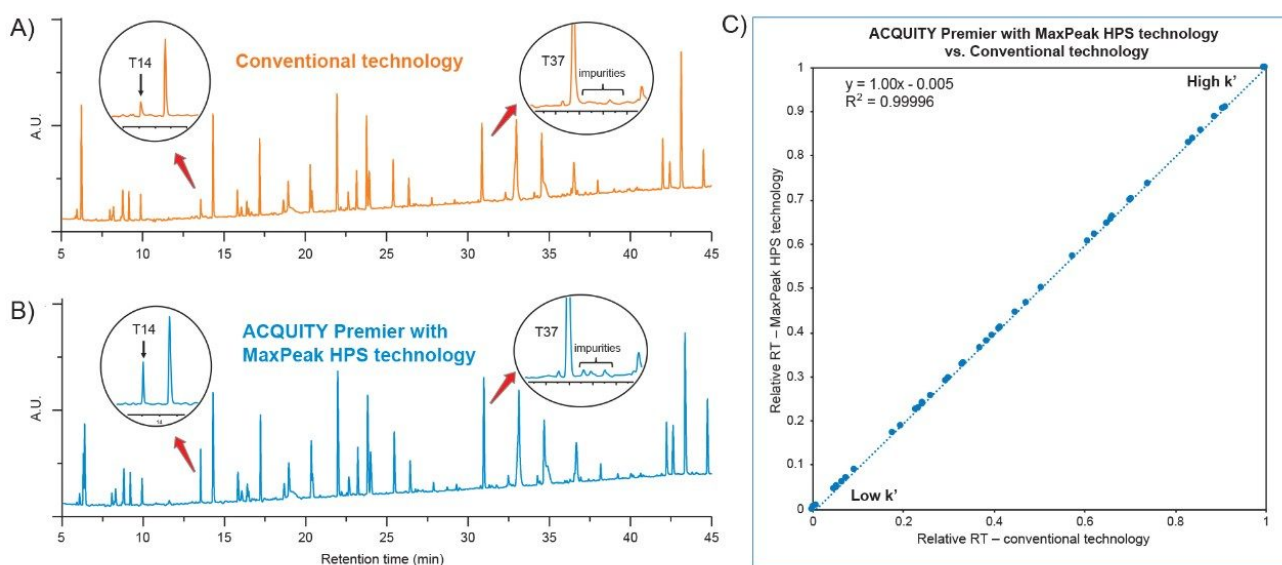 A)
T14
Conventional technology
T37
impurities
A.U.
5 10 15 20 25 30 35 40 45
B)
T14
ACQUITY Premier with
MaxPeak HPS technology
T37
impurities
A.U.
5 10 15 20 25 30 35 40 45
Retention time (min)
C)
ACQUITY Premier with MaxPeak HPS technology
vs. Conventional technology
y = 1.00x - 0.005
R² = 0.99996
High k'
Low k'
Relative RT – MaxPeak HPS technology
1
0.9
0.8
0.7
0.6
0.5
0.4
0.3
0.2
0.1
0
0 0.2 0.4 0.6 0.8 1
Relative RT – conventional technology